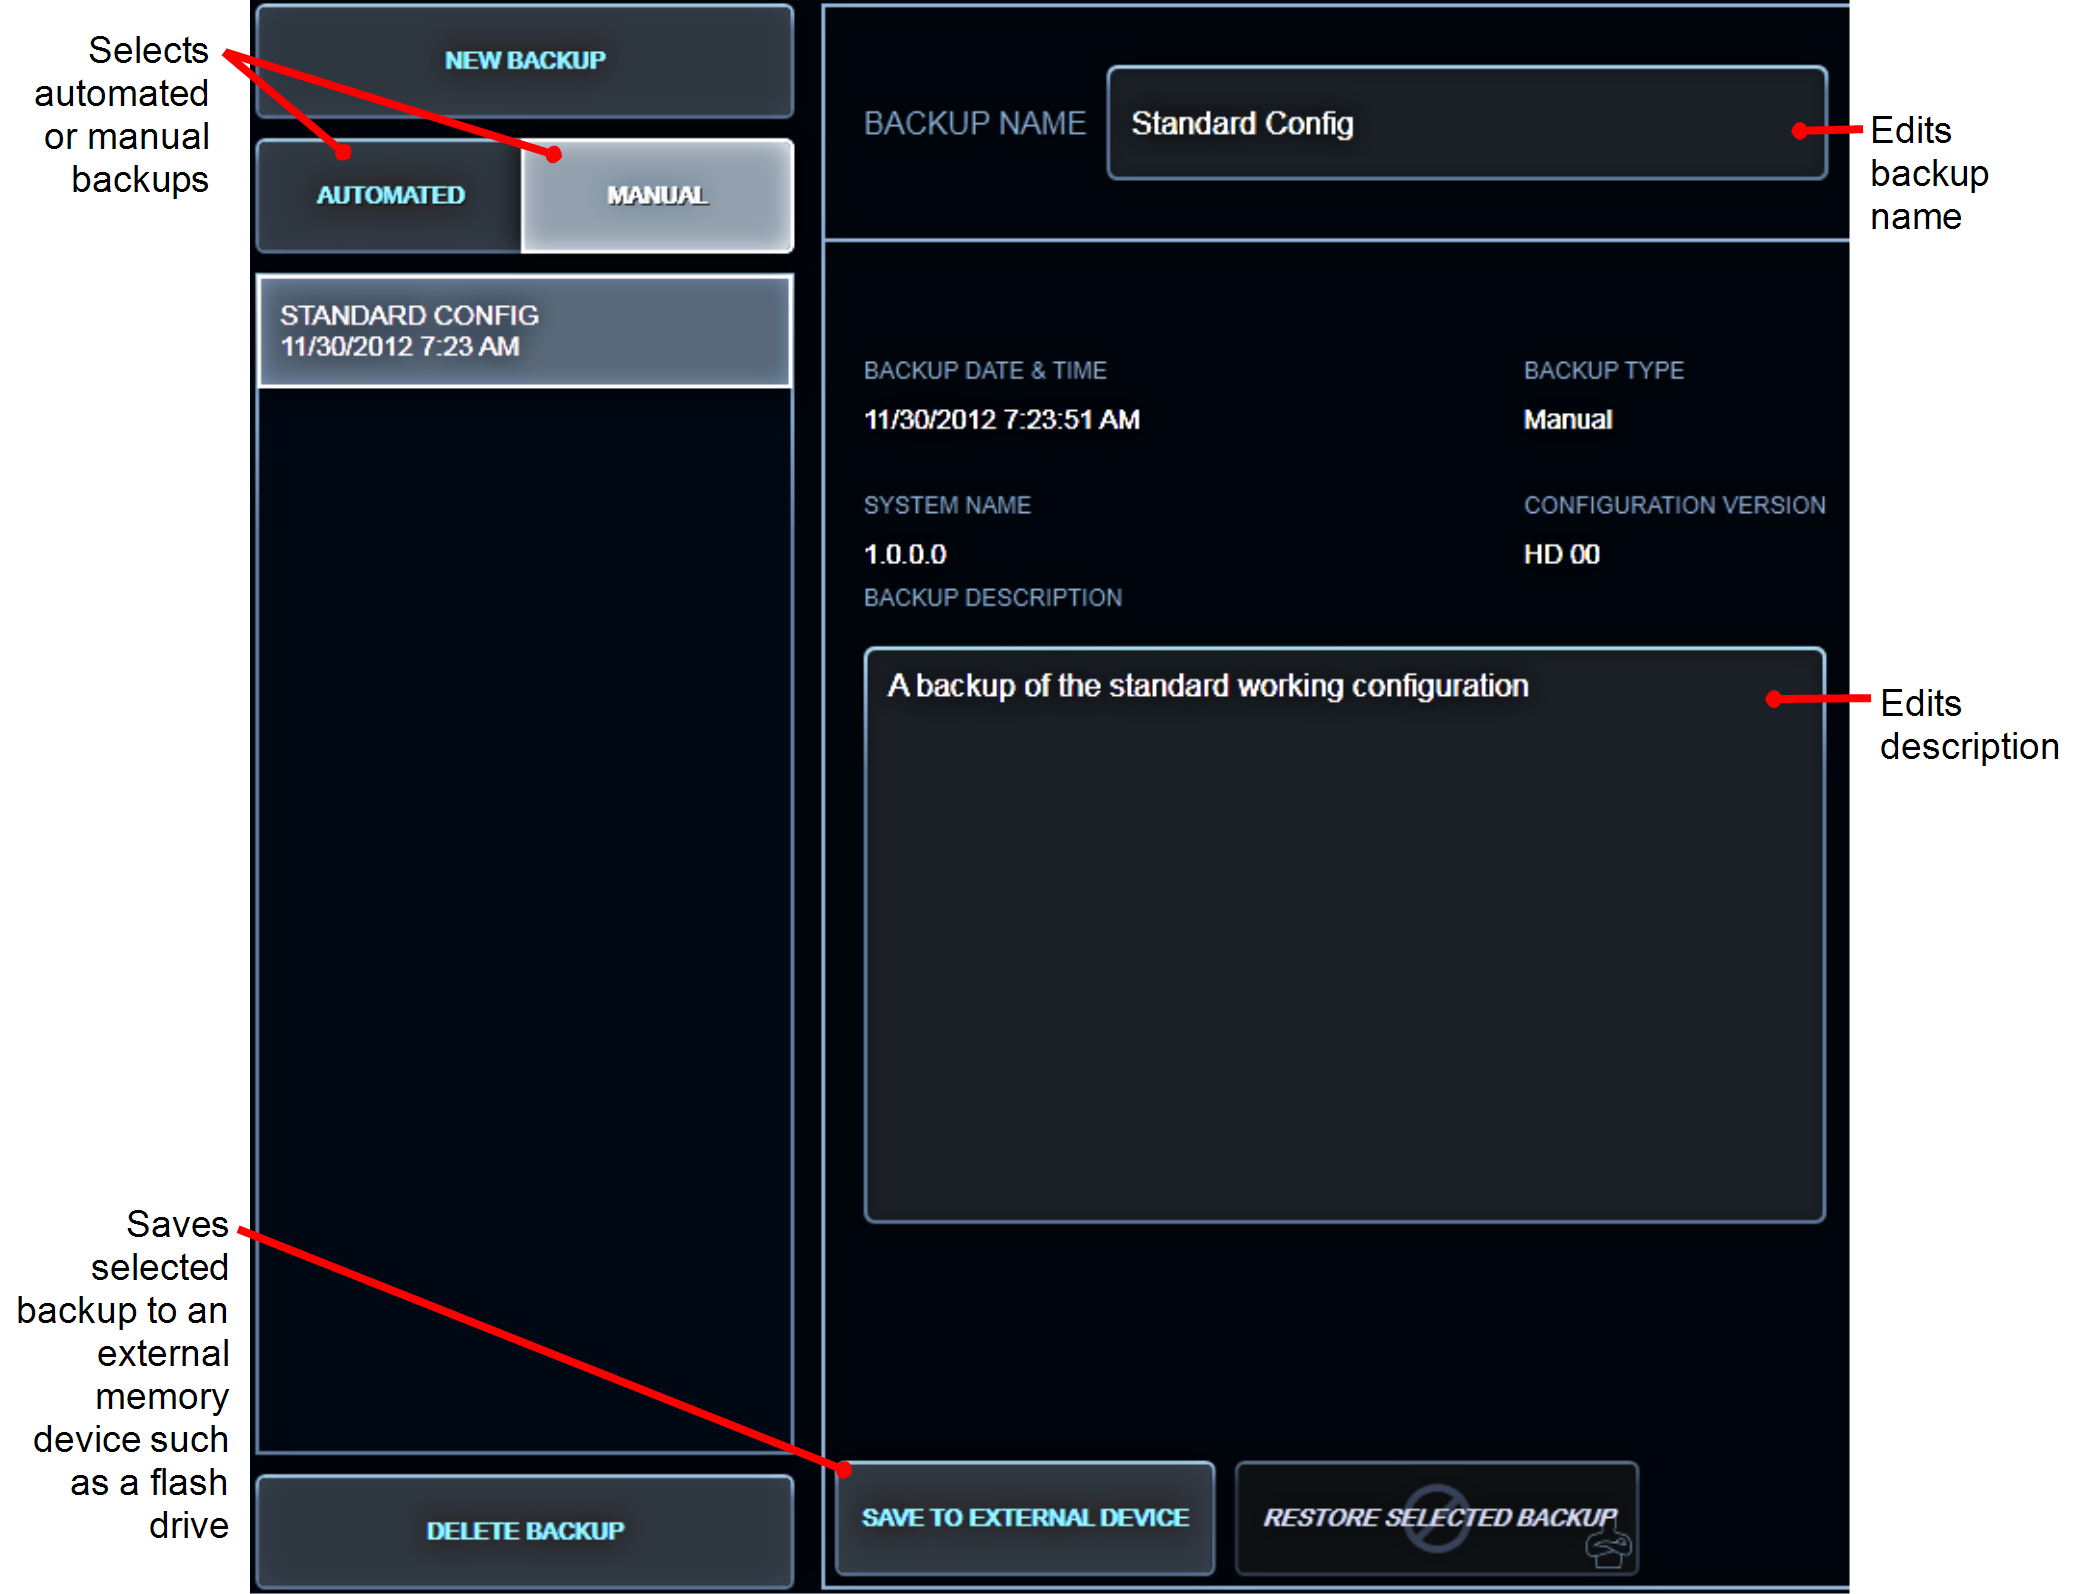 Selects
automated
or manual
backups
NEW BACKUP
AUTOMATED
MANUAL
STANDARD CONFIG
11/30/2012 7:23 AM
BACKUP NAME
Standard Config
Edits
backup
name
BACKUP DATE & TIME
BACKUP TYPE
11/30/2012 7:23:51 AM
Manual
SYSTEM NAME
CONFIGURATION VERSION
1.0.0.0
HD 00
BACKUP DESCRIPTION
A backup of the standard working configuration
Edits
description
Saves
selected
backup to an
external
memory
device such
as a flash
drive
DELETE BACKUP
SAVE TO EXTERNAL DEVICE
RESTORE SELECTED BACKUP